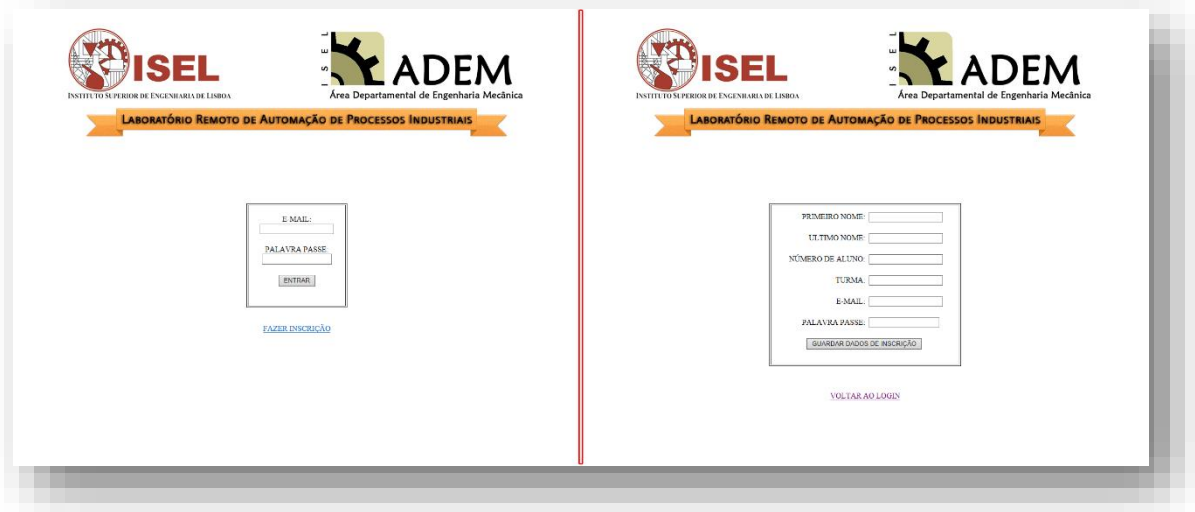 ISEL
INSTITUTO SUPERIOR DE ENGENHARIA DE LISBOA
ISEL
ADEM
Área Departamental de Engenharia Mecânica
LABORATÓRIO REMOTO DE AUTOMAÇÃO DE PROCESSOS INDUSTRIAIS
E-MAIL:
PALAVRA PASSE:
ENTRAR
FAZER INSCRIÇÃO
ISEL
INSTITUTO SUPERIOR DE ENGENHARIA DE LISBOA
ISEL
ADEM
Área Departamental de Engenharia Mecânica
LABORATÓRIO REMOTO DE AUTOMAÇÃO DE PROCESSOS INDUSTRIAIS
PRIMEIRO NOME:
ULTIMO NOME:
NÚMERO DE ALUNO:
TURMA:
E-MAIL:
PALAVRA PASSE:
GUARDAR DADOS DE INSCRIÇÃO
VOLTAR AO LOGIN